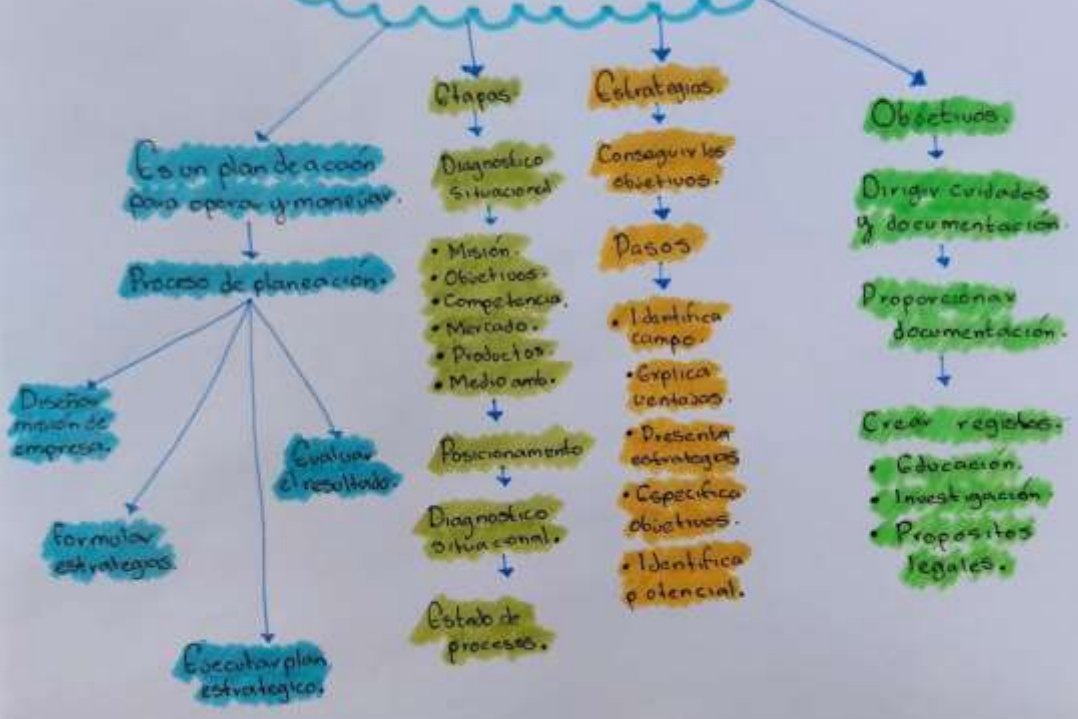 Es un plan de acción
para operar y manejar.
Proceso de planeación.
Diseñar
misión de
empresa.
Formular
estrategias.
Ejecutar plan
estrategico.
Evaluar
el resultado.
Etapas
Diagnostico
situacional
• Misión.
• Objetivos.
• Competencia.
• Mercado.
• Productos.
• Medio amb.
Posicionamento
Diagnostico
situacional.
Estado de
procesos.
Estrategias
Conseguir los
objetivos.
Pasos
• Identifica
campo.
• Explica
ventajas.
• Presenta
estrategas
• Especifica
objetivos.
• Identifica
potencial.
Objetivos.
Dirigir cuidados
y documentación.
Proporcionar
documentación.
Crear registos.
• Educación.
• Investigación
• Propositos
legales.